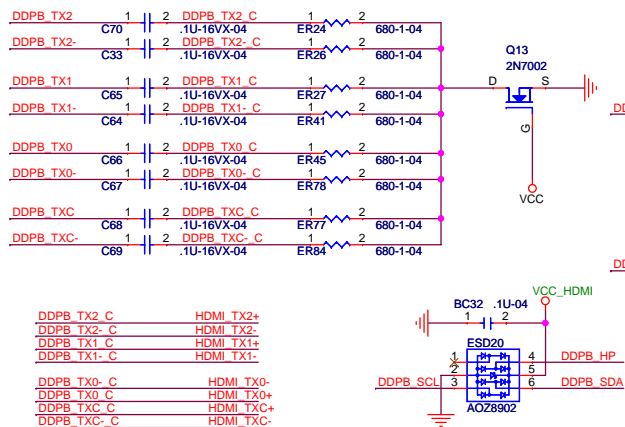 DDPB_TX2 1 2 DDPB_TX2_C 1 2
C70 .1U-16VX-04 ER24 680-1-04
DDPB_TX2- 1 2 DDPB_TX2-_C 1 2
C33 .1U-16VX-04 ER26 680-1-04
Q13
2N7002
DDPB_TX1 1 2 DDPB_TX1_C 1 2 D S
C65 .1U-16VX-04 ER27 680-1-04
DDPB_TX1- 1 2 DDPB_TX1-_C 1 2
C64 .1U-16VX-04 ER41 680-1-04
G
DDPB_TX0 1 2 DDPB_TX0_C 1 2
C66 .1U-16VX-04 ER45 680-1-04
DDPB_TX0- 1 2 DDPB_TX0-_C 1 2
C67 .1U-16VX-04 ER78 680-1-04
VCC
DDPB_TXC 1 2 DDPB_TXC_C 1 2
C68 .1U-16VX-04 ER77 680-1-04
DDPB_TXC- 1 2 DDPB_TXC-_C 1 2
C69 .1U-16VX-04 ER84 680-1-04
VCC_HDMI
BC32 .1U-04
1 2
DDPB_TX2_C HDMI_TX2+
DDPB_TX2-_C HDMI_TX2-
DDPB_TX1_C HDMI_TX1+
DDPB_TX1-_C HDMI_TX1-
DDPB_TX0-_C HDMI_TX0-
DDPB_TX0_C HDMI_TX0+
DDPB_TXC_C HDMI_TXC+
DDPB_TXC-_C HDMI_TXC-
ESD20
1 4 DDPB_HP
2 5
DDPB_SCL 3 6 DDPB_SDA
AOZ8902